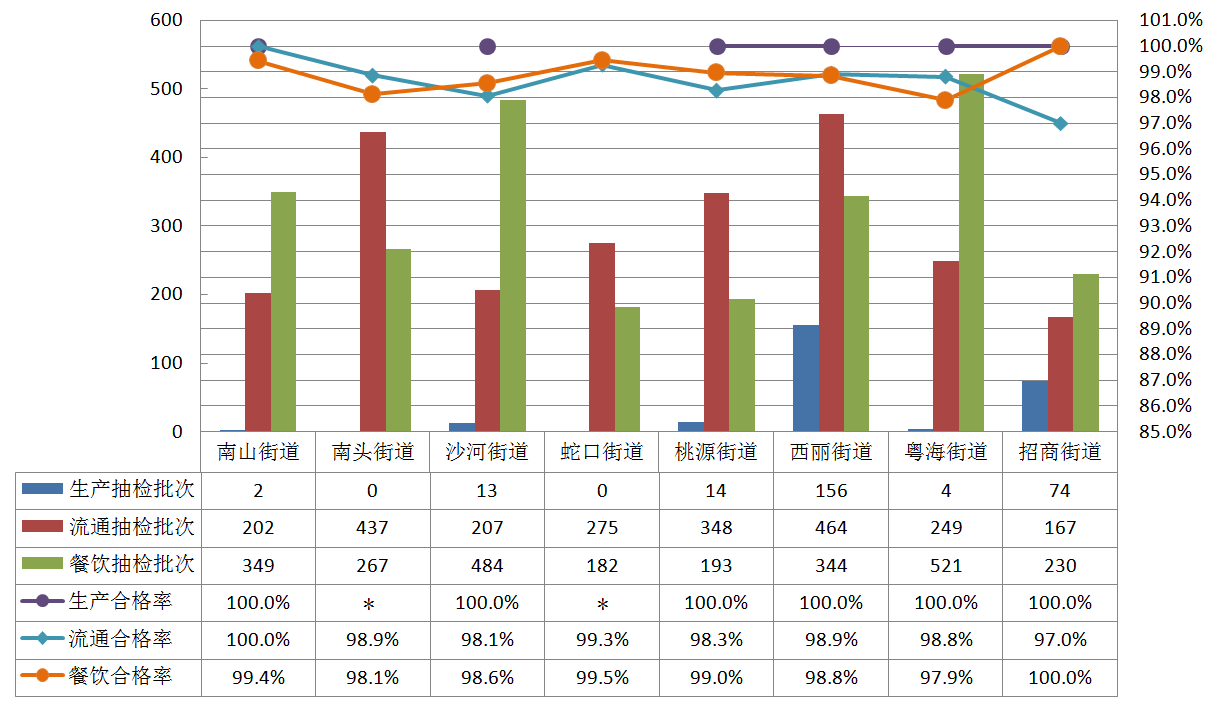 600 101.0%
100.0%
500 99.0%
98.0%
97.0%
400 96.0%
95.0%
300 94.0%
93.0%
92.0%
200 91.0%
90.0%
89.0%
100 88.0%
87.0%
86.0%
0 85.0%
南山街道 南头街道 沙河街道 蛇口街道 桃源街道 西丽街道 粤海街道 招商街道
生产抽检批次 2 0 13 0 14 156 4 74
流通抽检批次 202 437 207 275 348 464 249 167
餐饮抽检批次 349 267 484 182 193 344 521 230
生产合格率 100.0% * 100.0% * 100.0% 100.0% 100.0% 100.0%
流通合格率 100.0% 98.9% 98.1% 99.3% 98.3% 98.9% 98.8% 97.0%
餐饮合格率 99.4% 98.1% 98.6% 99.5% 99.0% 98.8% 97.9% 100.0%